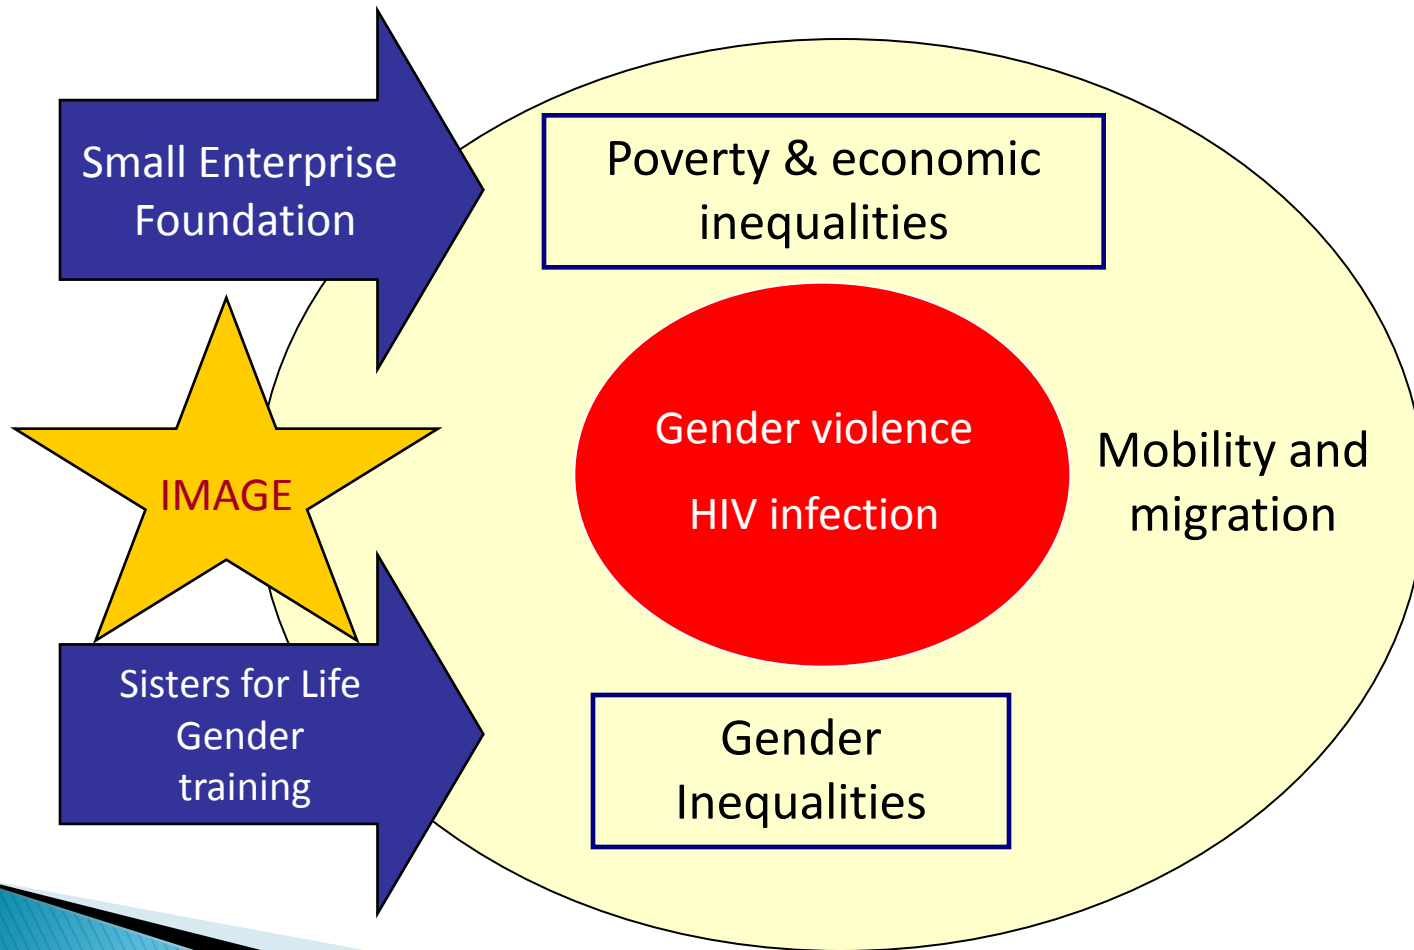 Small Enterprise
Foundation
Poverty & economic
inequalities
IMAGE
Gender violence
HIV infection
Mobility and
migration
Sisters for Life
Gender
training
Gender
Inequalities